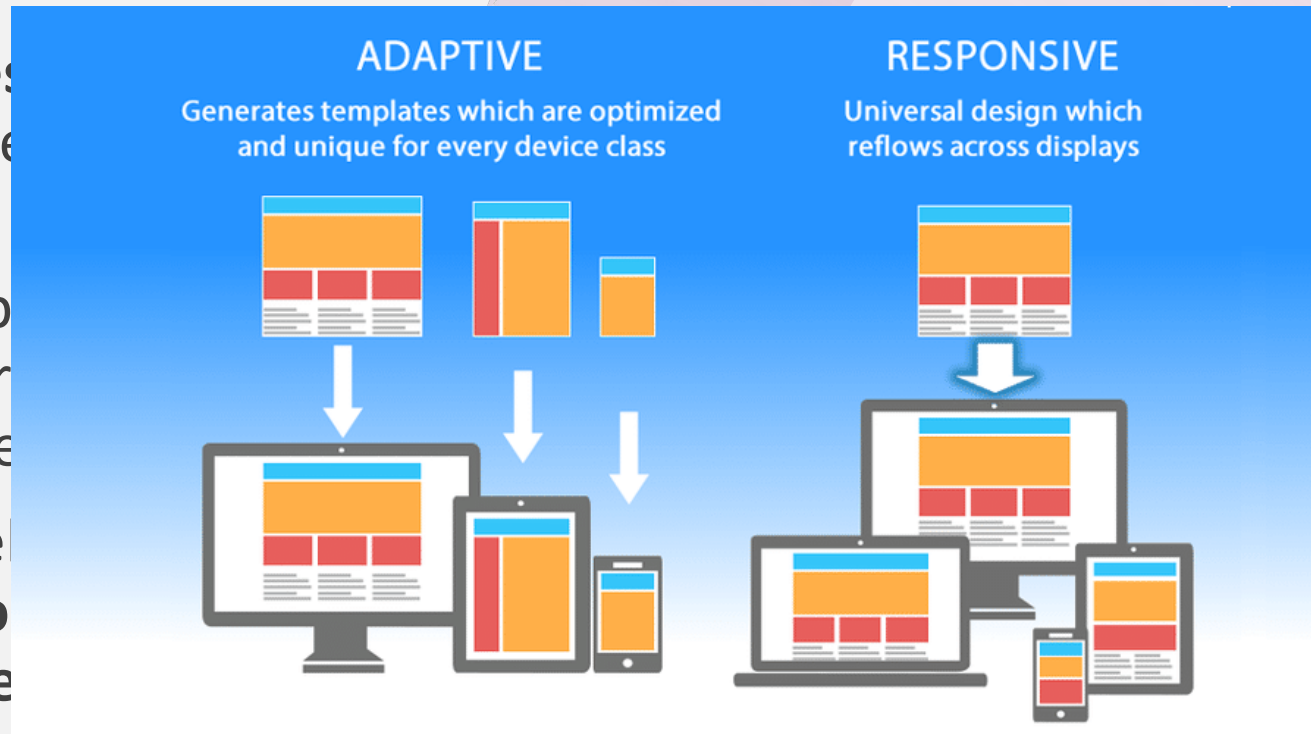 ADAPTIVE
Generates templates which are optimized
and unique for every device class
RESPONSIVE
Universal design which
reflows across displays